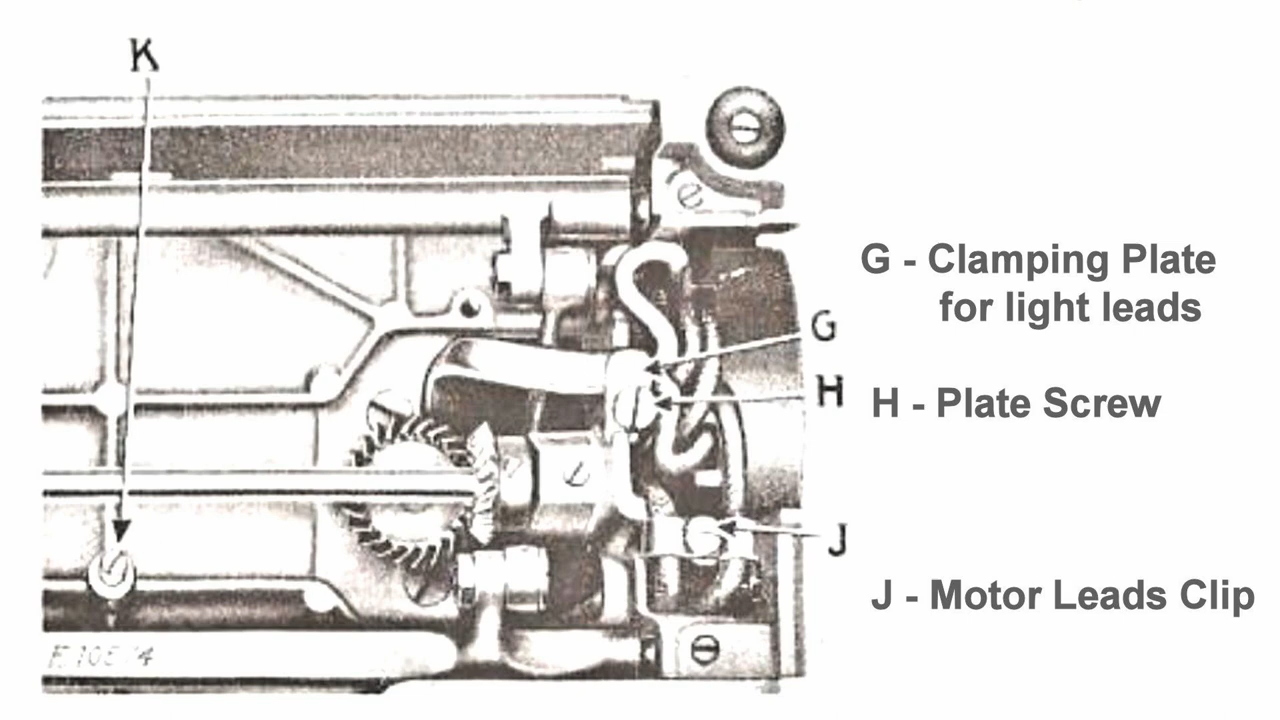 K
G - Clamping Plate
for light leads
G
H
H - Plate Screw
J
J - Motor Leads Clip